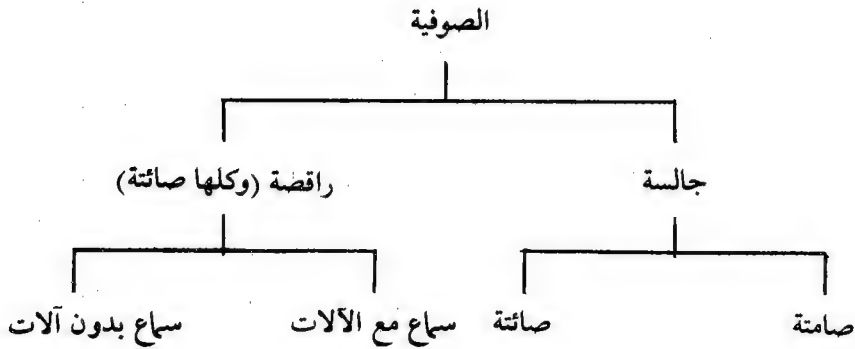 الصوفية
جالسة
راقصة (وكلها صائتة)
صامتة
صائتة
سماع مع الآلات
سماع بدون آلات